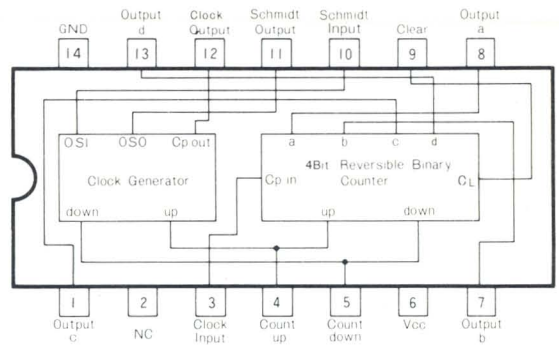 GND
Output
d
Clock
Output
Schmidt
Output
Schmidt
Input
Clear
Output
a
14
13
12
11
10
9
8
OSI
OSO
Cp out
a
b
c
d
Clock Generator
4Bit Reversible Binary
Counter
Cp in
CL
down
up
up
down
1
2
3
4
5
6
7
Output
c
NC
Clock
Input
Count
up
Count
down
Vcc
Output
b